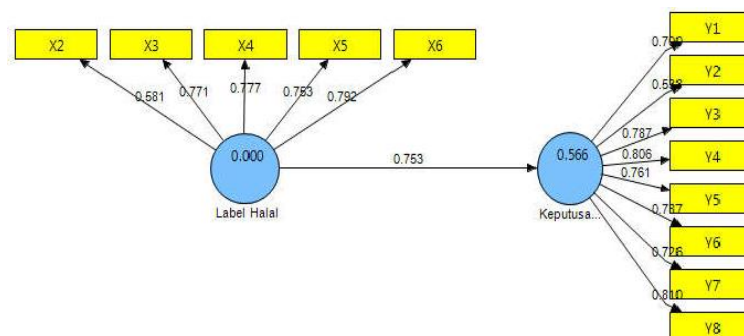 X2 X3 X4 X5 X6
0.581 0.771 0.777 0.753 0.792
0.000
Label Halal
0.753
0.566
Keputusa...
Y1
Y2
0.787
Y3
0.806
Y4
0.761
Y5
Y6
Y7
0.810
Y8